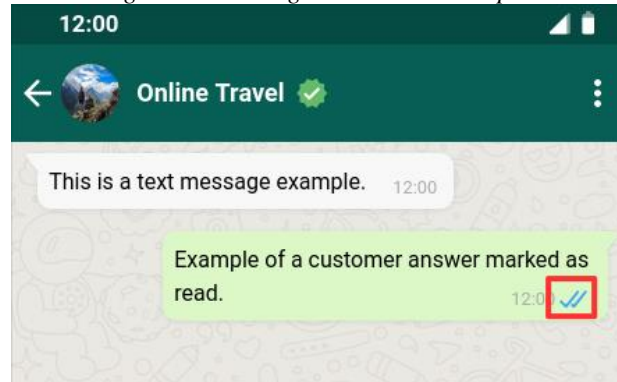 12:00
Online Travel
This is a text message example.
12:00
Example of a customer answer marked as
read.
12:00